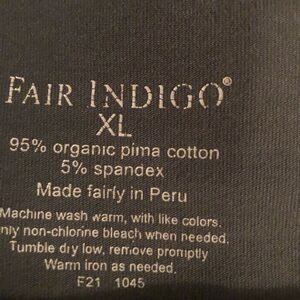 FAIR INDIGO®
XL
95% organic pima cotton
5% spandex
Made fairly in Peru
Machine wash warm, with like colors.
only non-chlorine bleach when needed.
Tumble dry low, remove promptly
Warm iron as needed.
F21 1045